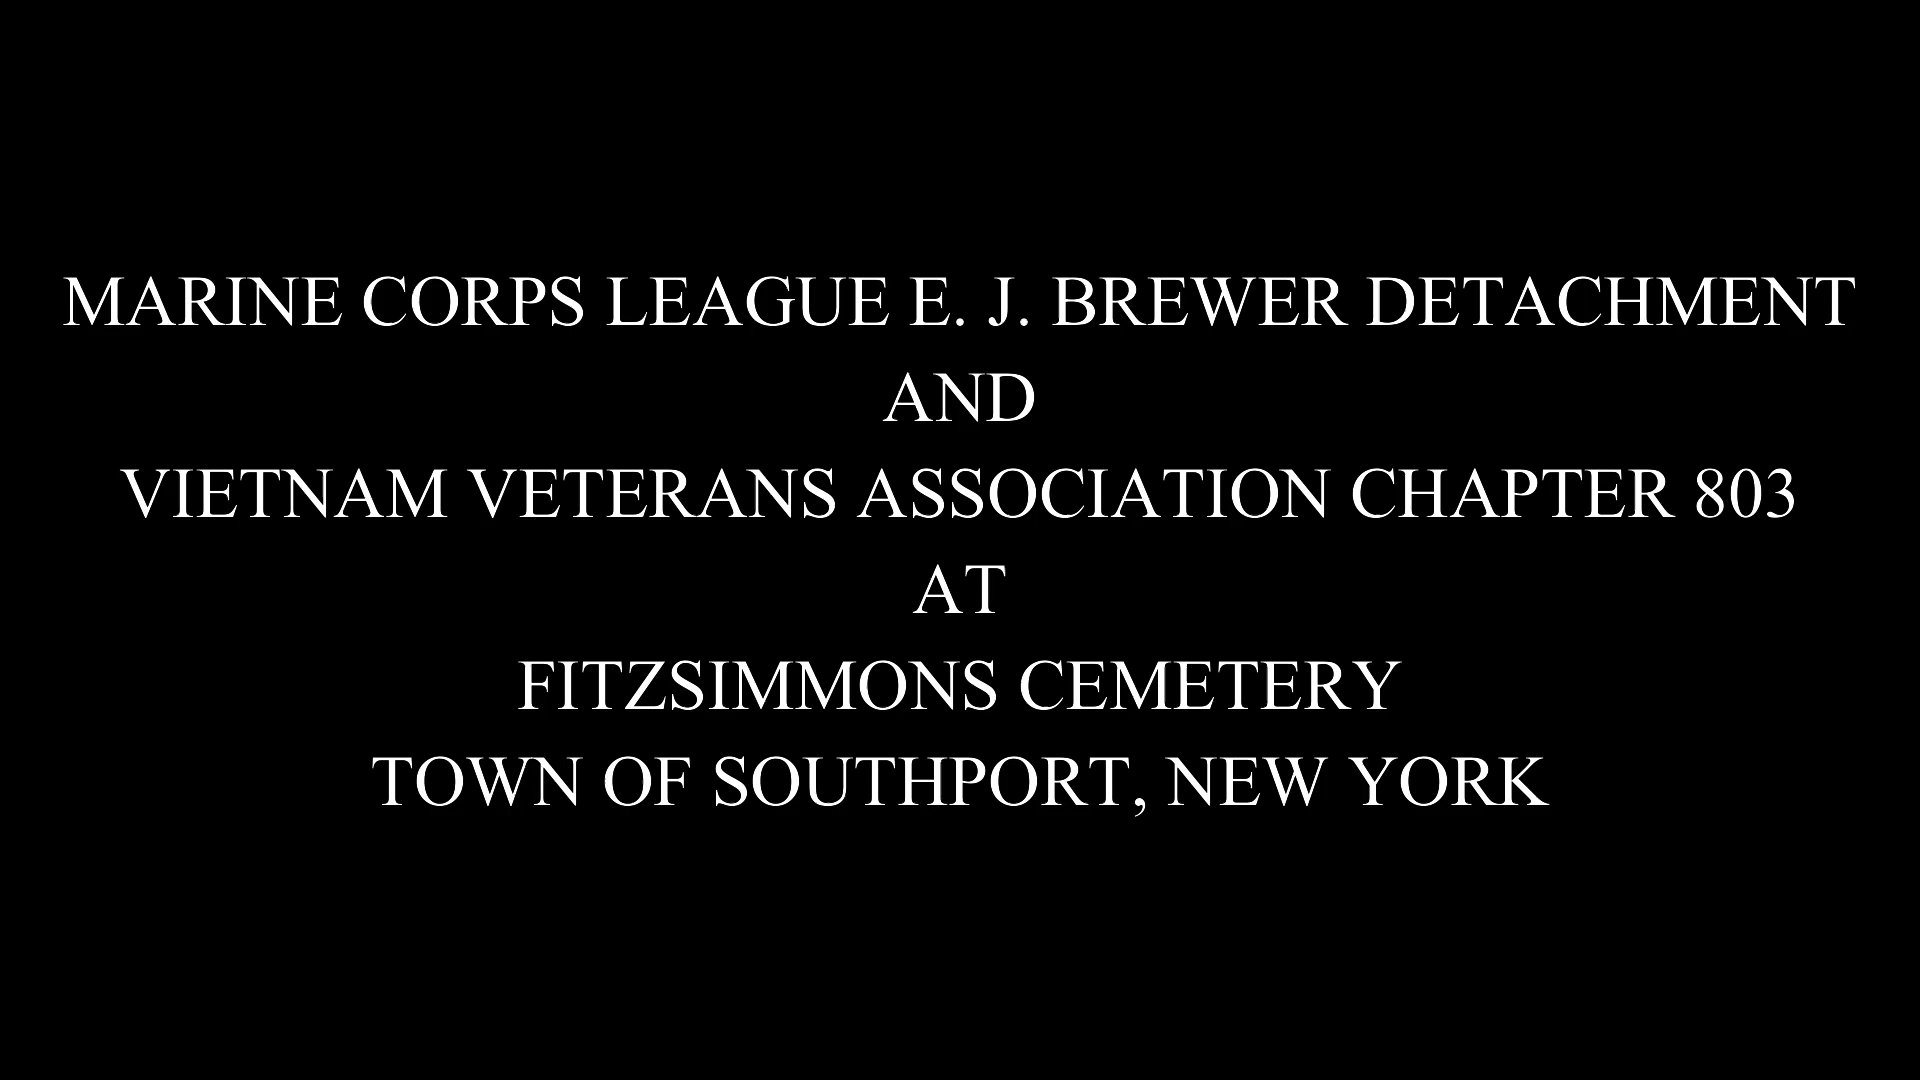 MARINE CORPS LEAGUE E. J. BREWER DETACHMENT
AND
VIETNAM VETERANS ASSOCIATION CHAPTER 803
AT
FITZSIMMONS CEMETERY
TOWN OF SOUTHPORT, NEW YORK